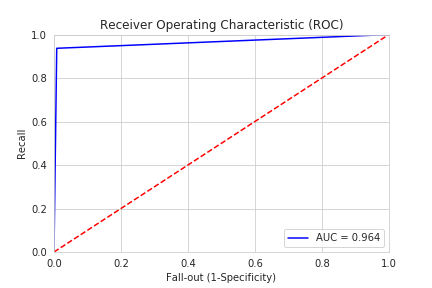 Receiver Operating Characteristic (ROC)
1.0
0.8
0.6
0.4
0.2
0.0
Recall
AUC = 0.964
0.0 0.2 0.4 0.6 0.8 1.0
Fall-out (1-Specificity)